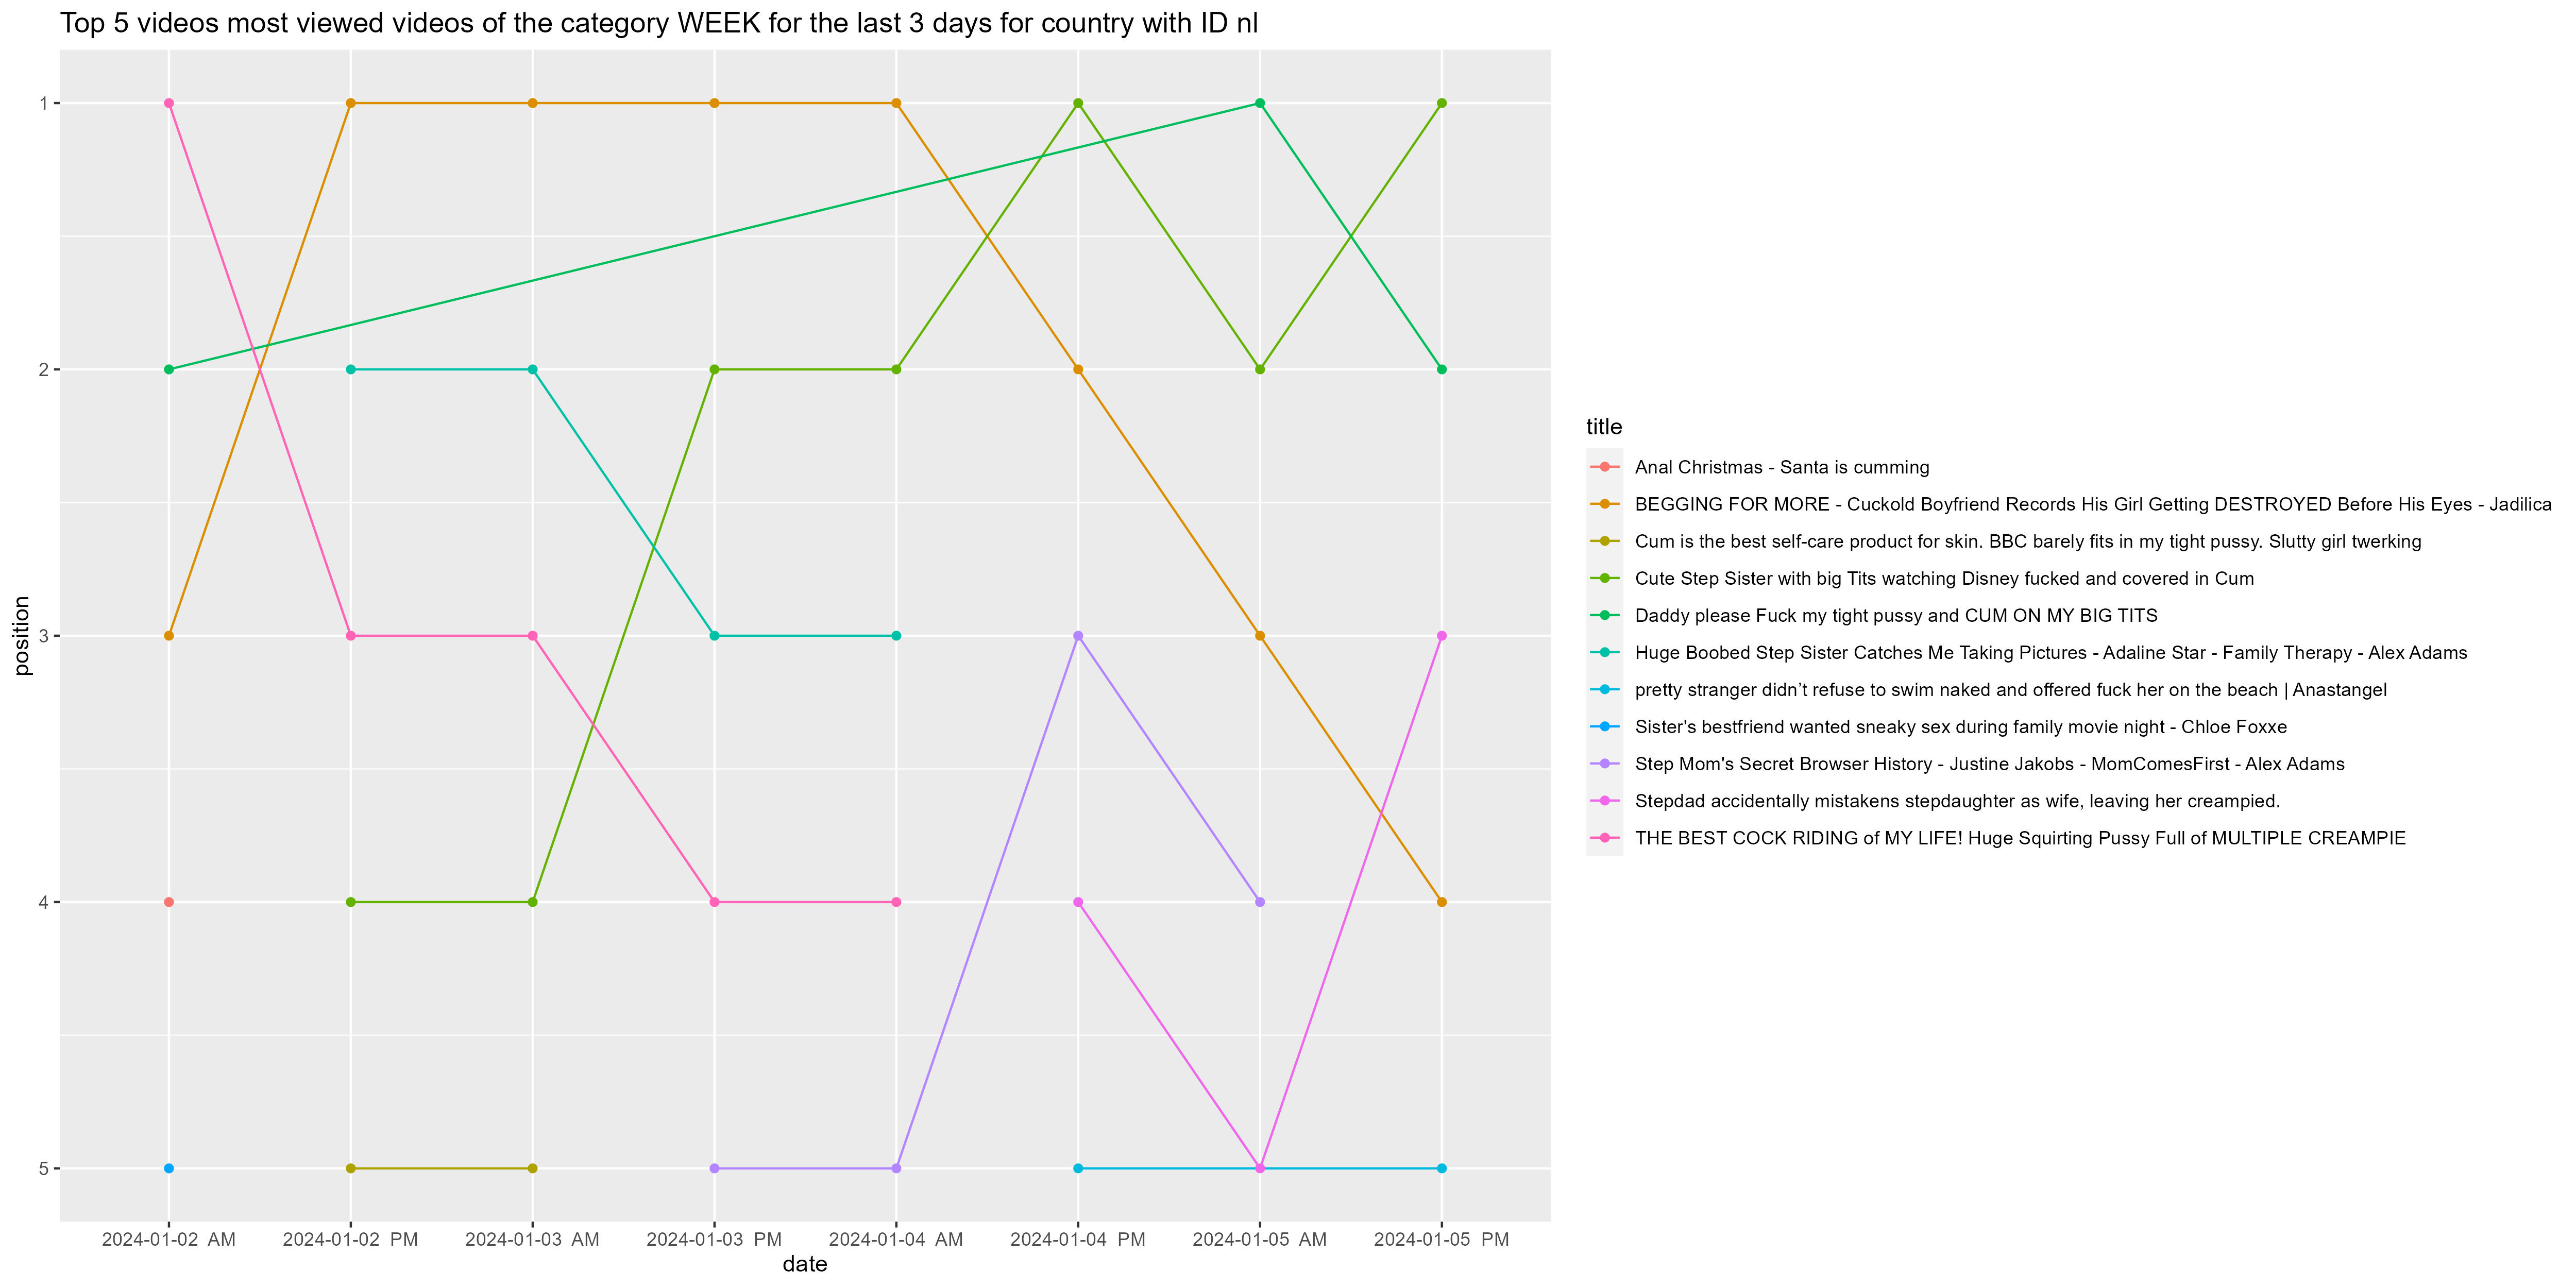 Top 5 videos most viewed videos of the category WEEK for the last 3 days for country with ID nl
1
2
3
4
5
position
2024-01-02 AM
2024-01-02 PM
2024-01-03 AM
2024-01-03 PM
2024-01-04 AM
2024-01-04 PM
2024-01-05 AM
2024-01-05 PM
date
title
Anal Christmas - Santa is cumming
BEGGING FOR MORE - Cuckold Boyfriend Records His Girl Getting DESTROYED Before His Eyes - Jadilica
Cum is the best self-care product for skin. BBC barely fits in my tight pussy. Slutty girl twerking
Cute Step Sister with big Tits watching Disney fucked and covered in Cum
Daddy please Fuck my tight pussy and CUM ON MY BIG TITS
Huge Boobed Step Sister Catches Me Taking Pictures - Adaline Star - Family Therapy - Alex Adams
pretty stranger didn’t refuse to swim naked and offered fuck her on the beach | Anastangel
Sister's bestfriend wanted sneaky sex during family movie night - Chloe Foxxe
Step Mom's Secret Browser History - Justine Jakobs - MomComesFirst - Alex Adams
Stepdad accidentally mistakens stepdaughter as wife, leaving her creampied.
THE BEST COCK RIDING of MY LIFE! Huge Squirting Pussy Full of MULTIPLE CREAMPIE